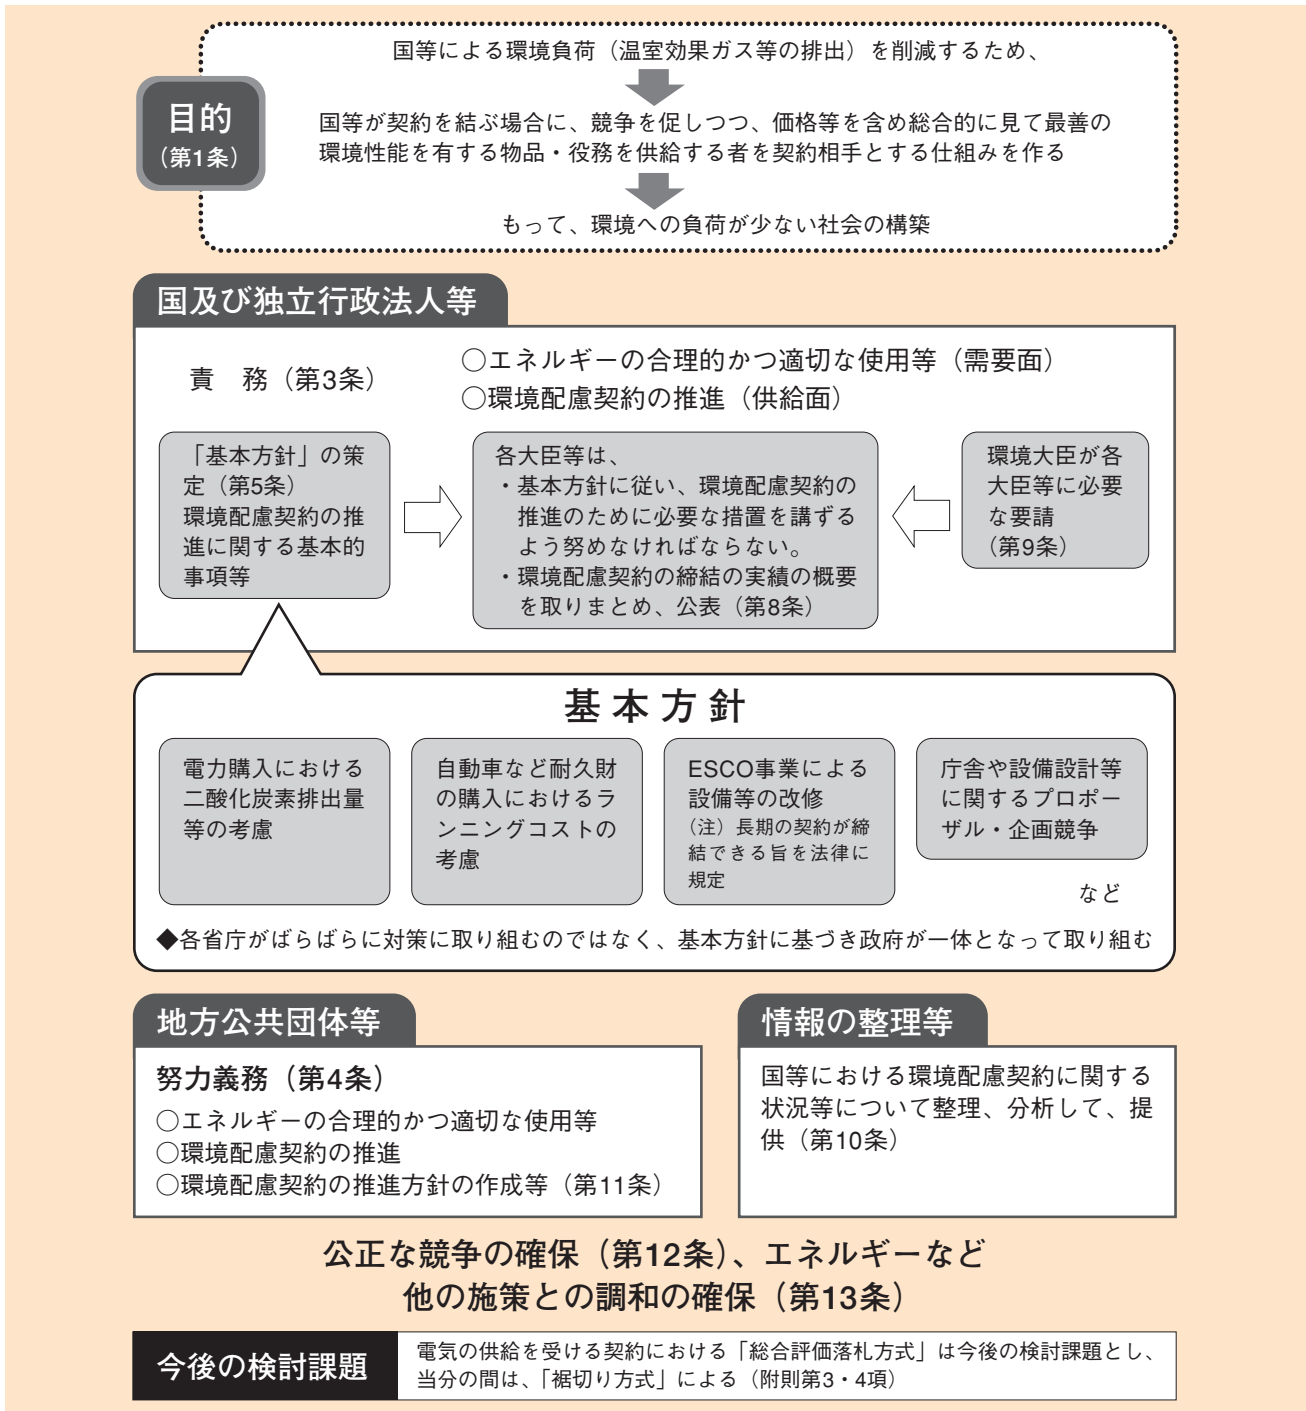 国等による環境負荷（温室効果ガス等の排出）を削減するため、
目的
（第1条）
国等が契約を結ぶ場合に、競争を促しつつ、価格等を含め総合的に見て最善の
環境性能を有する物品・役務を供給する者を契約相手とする仕組みを作る
もって、環境への負荷が少ない社会の構築
国及び独立行政法人等
責　務（第3条）
○エネルギーの合理的かつ適切な使用等（需要面）
○環境配慮契約の推進（供給面）
「基本方針」の策
定（第5条）
環境配慮契約の推
進に関する基本的
事項等
各大臣等は、
・基本方針に従い、環境配慮契約の
推進のために必要な措置を講ずる
よう努めなければならない。
・環境配慮契約の締結の実績の概要
を取りまとめ、公表（第8条）
環境大臣が各
大臣等に必要
な要請
（第9条）
基本方針
電力購入における
二酸化炭素排出量
等の考慮
自動車など耐久財
の購入におけるラ
ンニングコストの
考慮
ESCO事業による
設備等の改修
（注）長期の契約が締
結できる旨を法律に
規定
庁舎や設備設計等
に関するプロポー
ザル・企画競争
など
◆各省庁がばらばらに対策に取り組むのではなく、基本方針に基づき政府が一体となって取り組む
地方公共団体等
努力義務（第4条）
○エネルギーの合理的かつ適切な使用等
○環境配慮契約の推進
○環境配慮契約の推進方針の作成等（第11条）
情報の整理等
国等における環境配慮契約に関する
状況等について整理、分析して、提
供（第10条）
公正な競争の確保（第12条）、エネルギーなど
他の施策との調和の確保（第13条）
今後の検討課題
電気の供給を受ける契約における「総合評価落札方式」は今後の検討課題とし、
当分の間は、「裾切り方式」による（附則第3・4項）